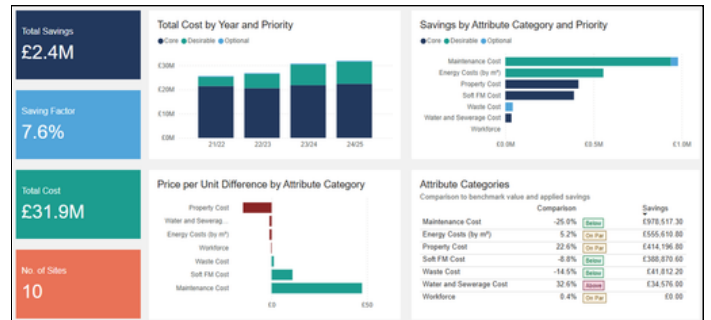 Total Savings
£2.4M
Saving Factor
7.6%
Total Cost
£31.9M
No. of Sites
10
Total Cost by Year and Priority
Core Desirable Optional
£30M
£20M
£10M
£0M
21/22 22/23 23/24 24/25
Savings by Attribute Category and Priority
Core Desirable Optional
Maintenance Cost
Energy Costs (by m²)
Property Cost
Soft FM Cost
Waste Cost
Water and Sewerage Cost
Workforce
£0.0M £0.5M £1.0M
Price per Unit Difference by Attribute Category
Property Cost
Water and Sewerag...
Energy Costs (by m²)
Workforce
Waste Cost
Soft FM Cost
Maintenance Cost
£0 £50
Attribute Categories
Comparison to benchmark value and applied savings
Comparison Savings
Maintenance Cost -25.0% Below £978,517.30
Energy Costs (by m²) 5.2% On Par £555,610.80
Property Cost 22.6% On Par £414,196.80
Soft FM Cost -8.8% Below £388,870.60
Waste Cost -14.5% Below £41,812.20
Water and Sewerage Cost 32.6% Above £34,576.00
Workforce 0.4% On Par £0.00